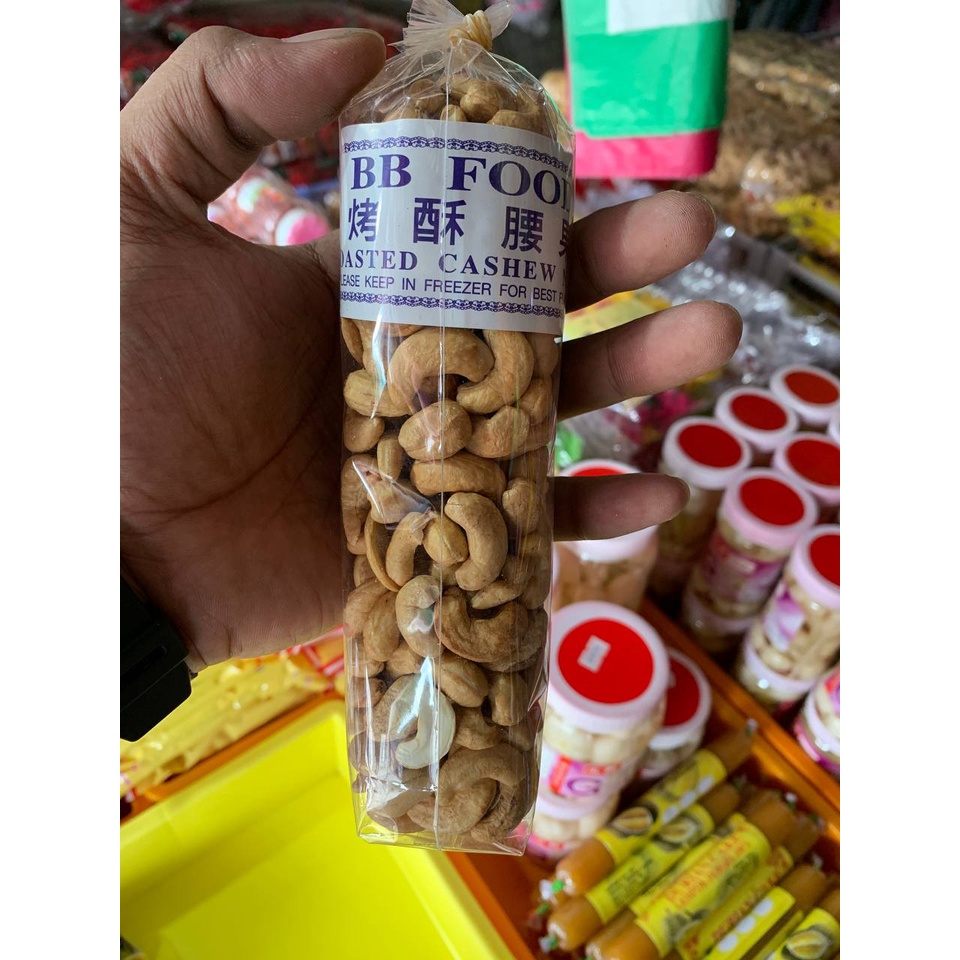 BB FOOD
烤 酥 腰 果
ROASTED CASHEW
PLEASE KEEP IN FREEZER FOR BEST